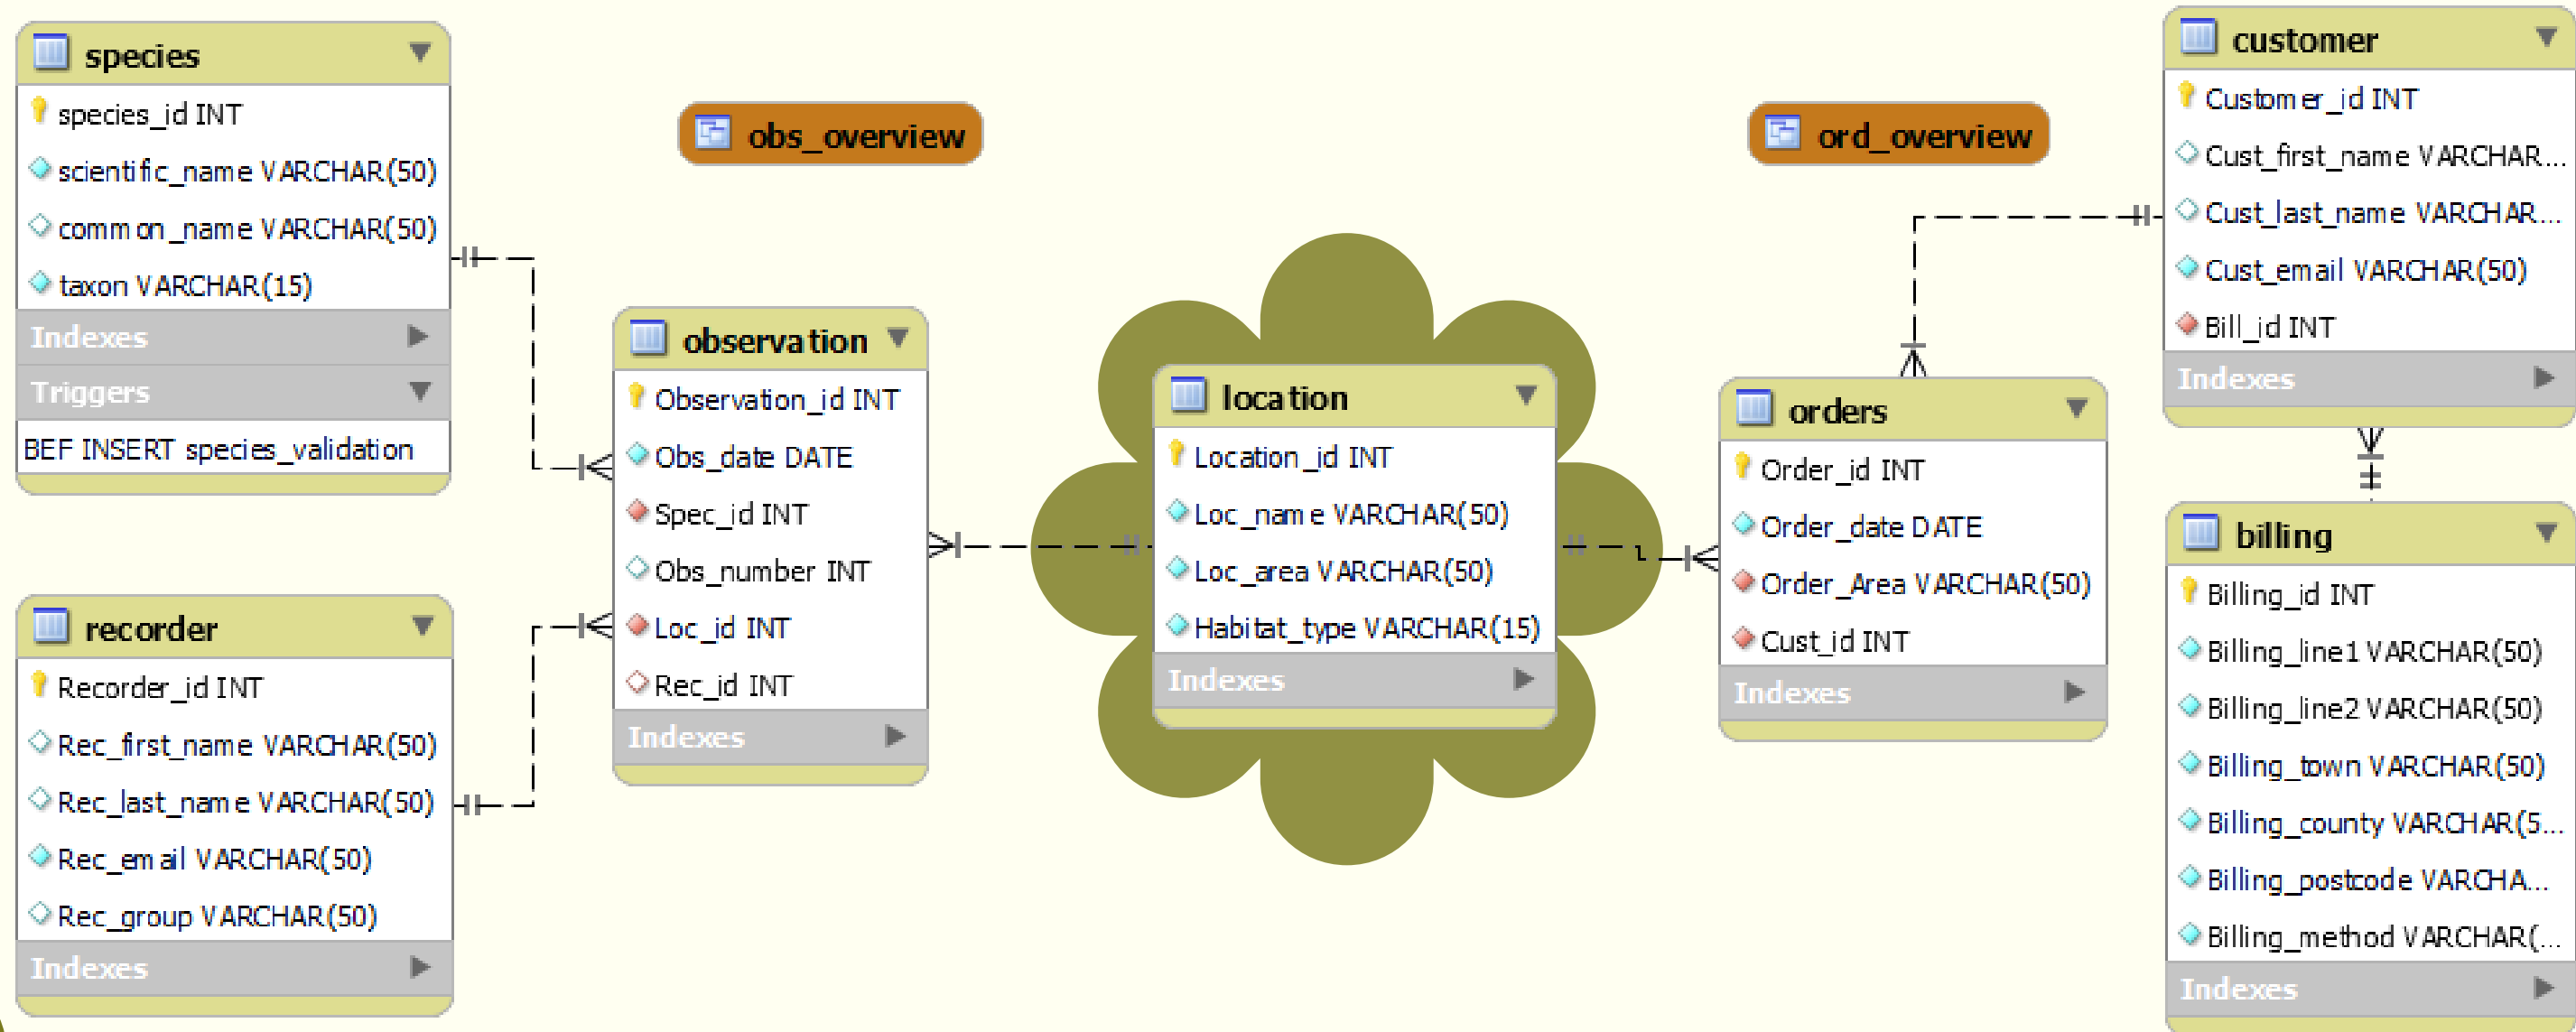 species
species_id INT
scientific_name VARCHAR(50)
common_name VARCHAR(50)
taxon VARCHAR(15)
Indexes
Triggers
BEF INSERT species_validation
recorder
Recorder_id INT
Rec_first_name VARCHAR(50)
Rec_last_name VARCHAR(50)
Rec_email VARCHAR(50)
Rec_group VARCHAR(50)
Indexes
obs_overview
observation
Observation_id INT
Obs_date DATE
Spec_id INT
Obs_number INT
Loc_id INT
Rec_id INT
Indexes
location
Location_id INT
Loc_name VARCHAR(50)
Loc_area VARCHAR(50)
Habitat_type VARCHAR(15)
Indexes
ord_overview
orders
Order_id INT
Order_date DATE
Order_Area VARCHAR(50)
Cust_id INT
Indexes
customer
Customer_id INT
Cust_first_name VARCHAR...
Cust_last_name VARCHAR...
Cust_email VARCHAR(50)
Bill_id INT
Indexes
billing
Billing_id INT
Billing_line1 VARCHAR(50)
Billing_line2 VARCHAR(50)
Billing_town VARCHAR(50)
Billing_county VARCHAR(5...
Billing_postcode VARCHA...
Billing_method VARCHAR(...
Indexes